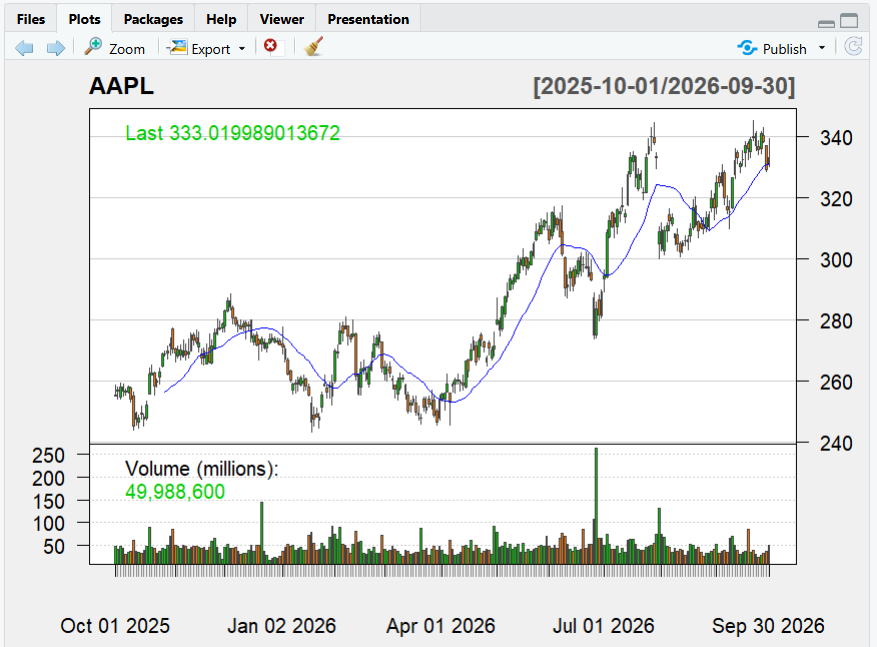 Files Plots Packages Help Viewer Presentation
Zoom Export Publish
AAPL [2025-10-01/2026-09-30]
Last 333.019989013672
340
320
300
280
260
240
Volume (millions):
49,988,600
250
200
150
100
50
Oct 01 2025 Jan 02 2026 Apr 01 2026 Jul 01 2026 Sep 30 2026